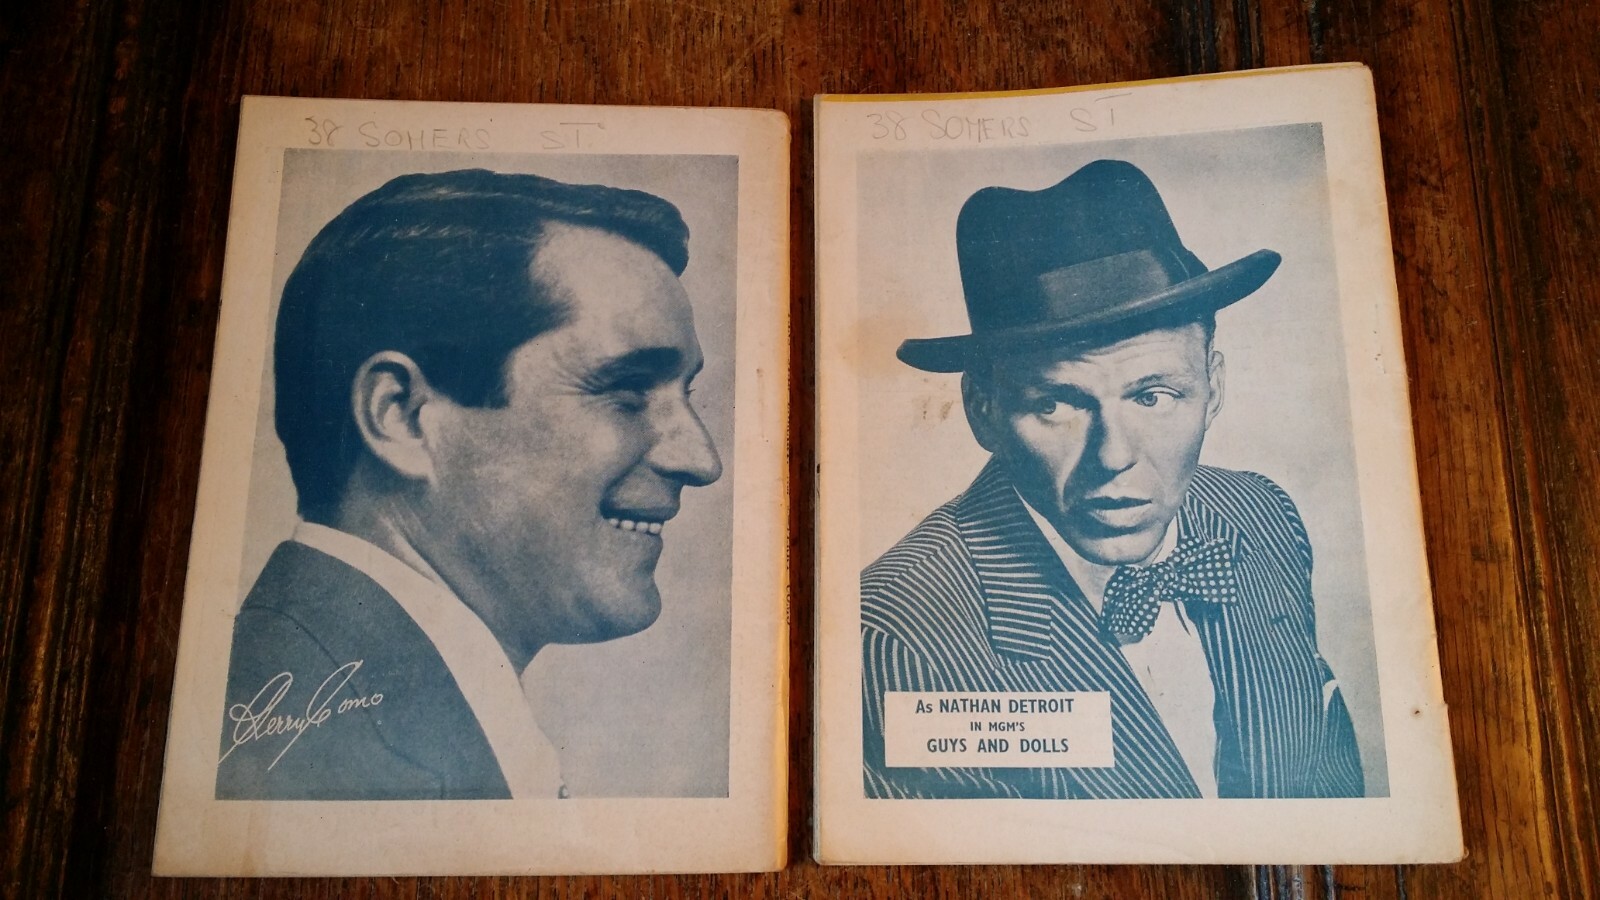 38 SOMERS ST
Perry Como
38 SOMERS ST
As NATHAN DETROIT
IN MGM'S
GUYS AND DOLLS